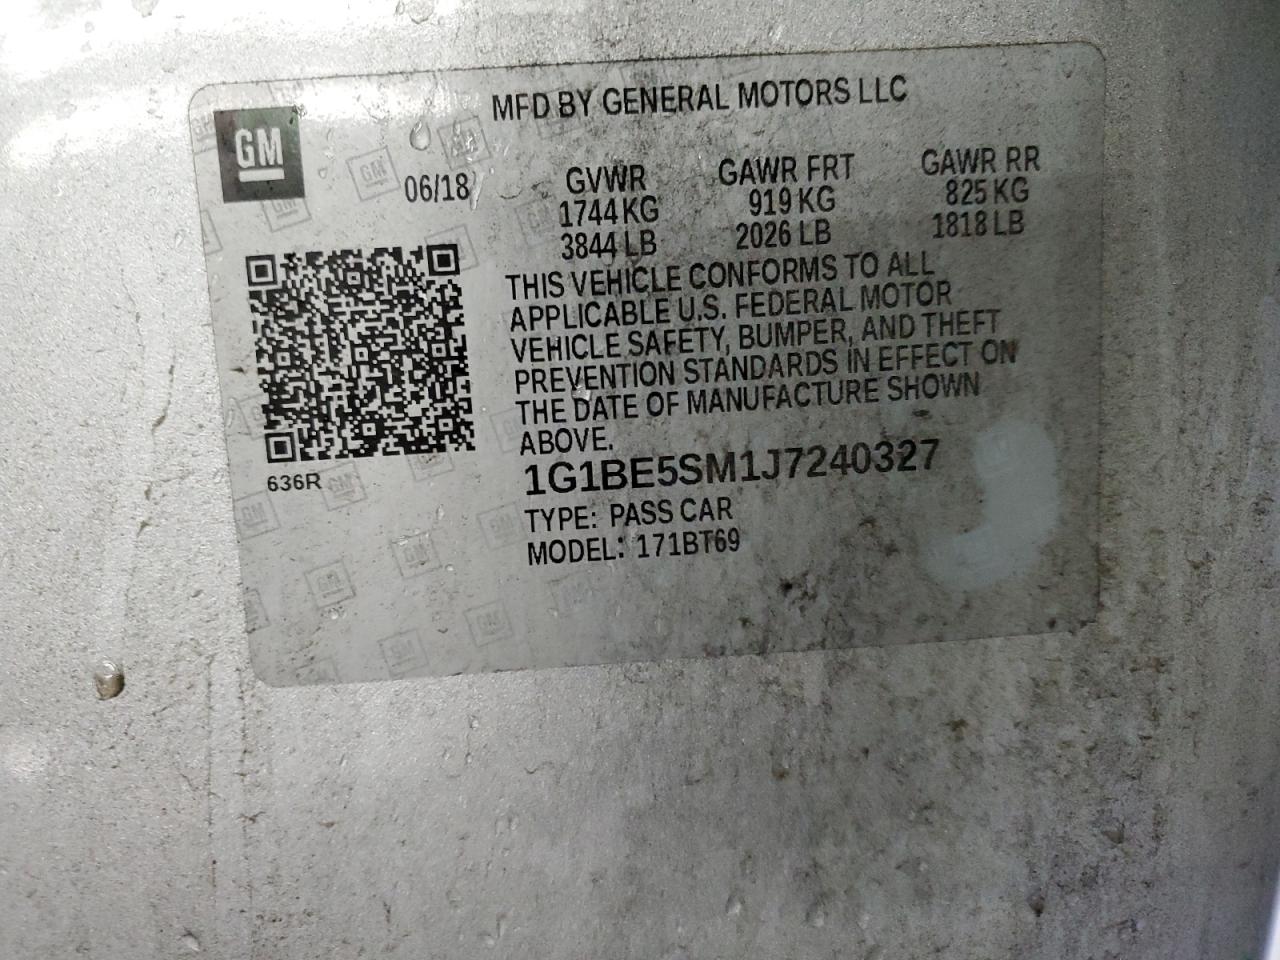 MFD BY GENERAL MOTORS LLC
GM
06/18
GVWR GAWR FRT GAWR RR
1744 KG 919 KG 825 KG
3844 LB 2026 LB 1818 LB
THIS VEHICLE CONFORMS TO ALL
APPLICABLE U.S. FEDERAL MOTOR
VEHICLE SAFETY, BUMPER, AND THEFT
PREVENTION STANDARDS IN EFFECT ON
THE DATE OF MANUFACTURE SHOWN
ABOVE.
636R
1G1BE5SM1J7240327
TYPE: PASS CAR
MODEL: 171BT69